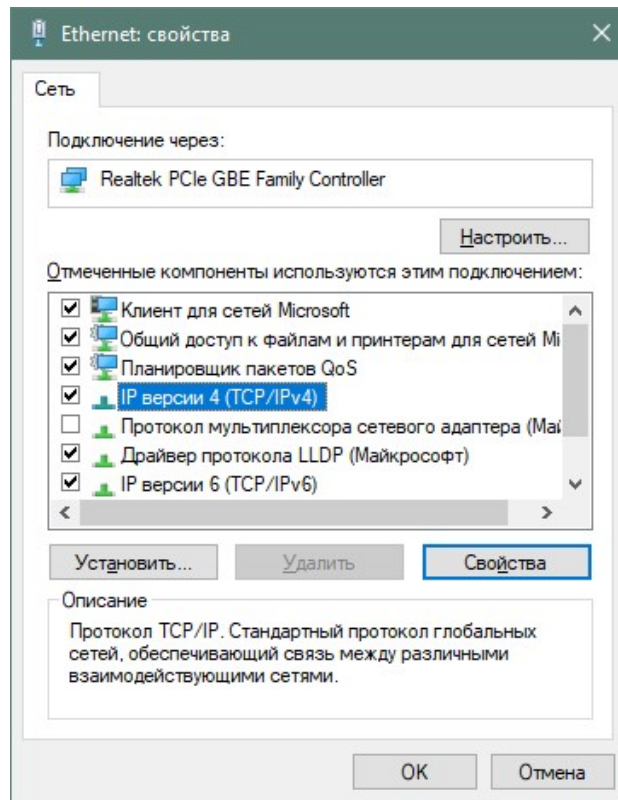 Ethernet: свойства
Сеть
Подключение через:
Realtek PCIe GBE Family Controller
Настроить...
Отмеченные компоненты используются этим подключением:
Клиент для сетей Microsoft
Общий доступ к файлам и принтерам для сетей Mi
Планировщик пакетов QoS
IP версии 4 (TCP/IPv4)
Протокол мультиплексора сетевого адаптера (Май
Драйвер протокола LLDP (Майкрософт)
IP версии 6 (TCP/IPv6)
Установить... Удалить Свойства
Описание
Протокол TCP/IP. Стандартный протокол глобальных
сетей, обеспечивающий связь между различными
взаимодействующими сетями.
OK Отмена